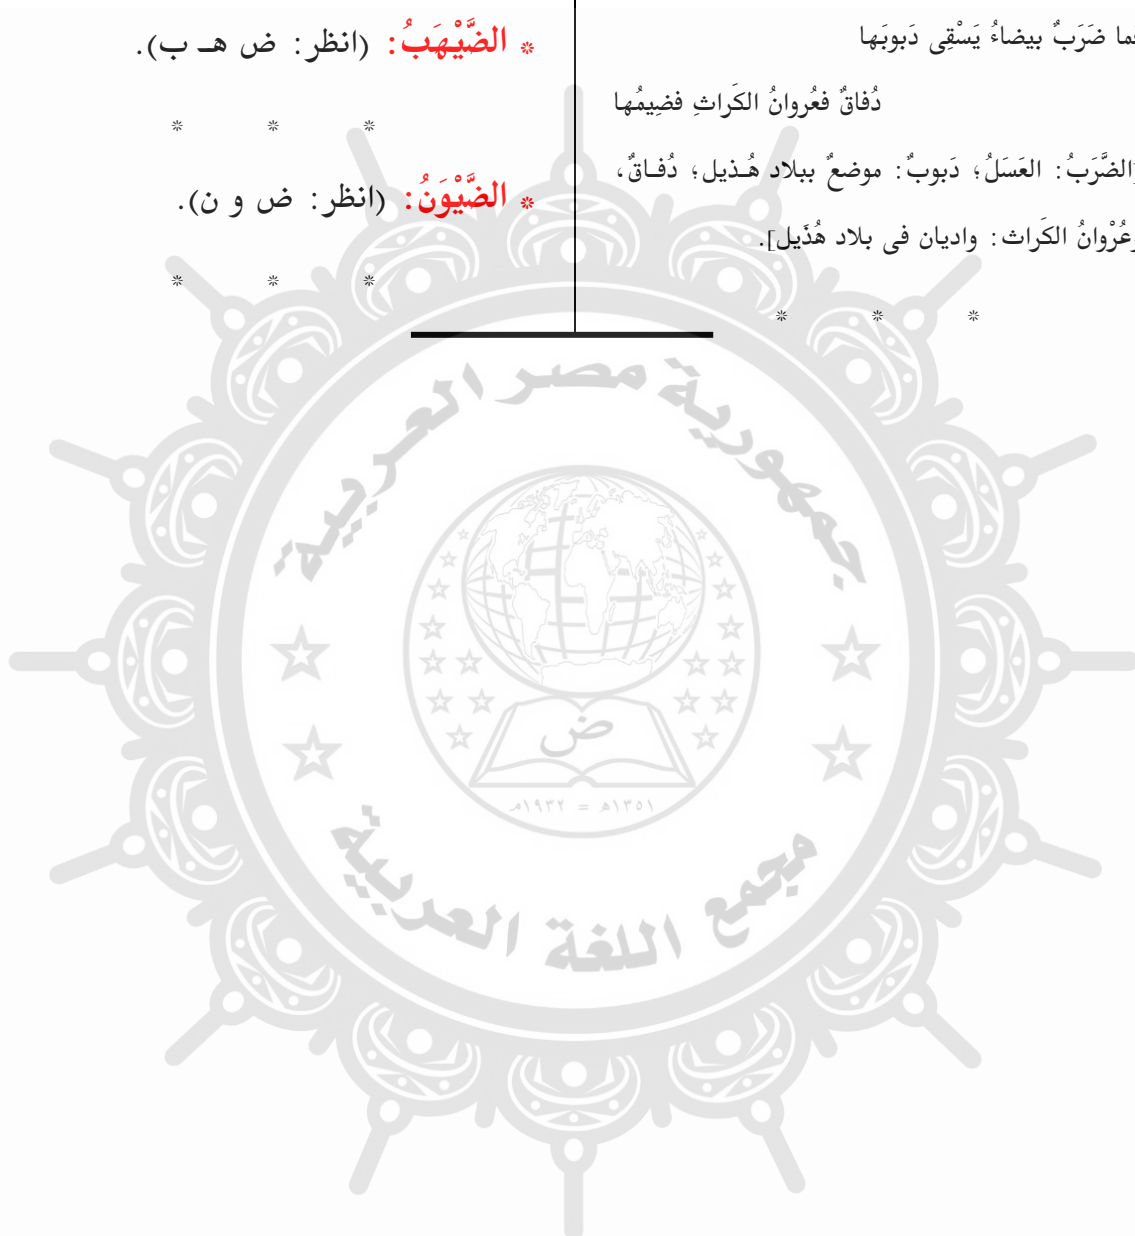 فما ضَرَبٌ بيضاءُ يَسْقِى دَبوبَها
دُفاقٌ فعُروانُ الكَراثِ فضِيمُها
[الضَّرَبُ: العَسَلُ؛ دَبوبٌ: موضعٌ ببلاد هُذيل؛ دُفاقٌ،
وعُرْوانُ الكَراث: واديان فى بلاد هُذَيل].
* * *
* الضَّيْهَبُ: (انظر: ض هـ ب).
* * *
* الضَّيْوَنُ: (انظر: ض و ن).
* * *
جمهورية مصر العربية
ض
١٣٥١هـ = ١٩٣٢م
مجمع اللغة العربية